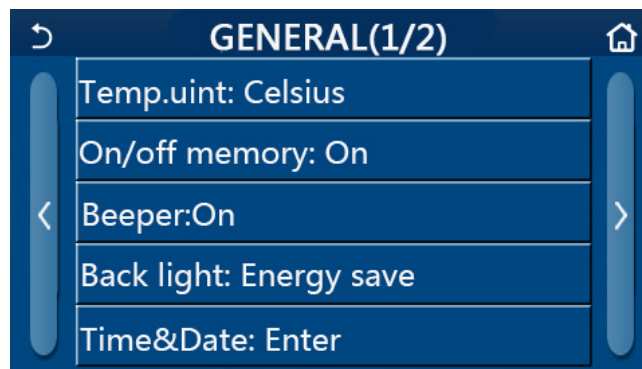 GENERAL(1/2)
Temp.uint: Celsius
On/off memory: On
Beeper:On
Back light: Energy save
Time&Date: Enter